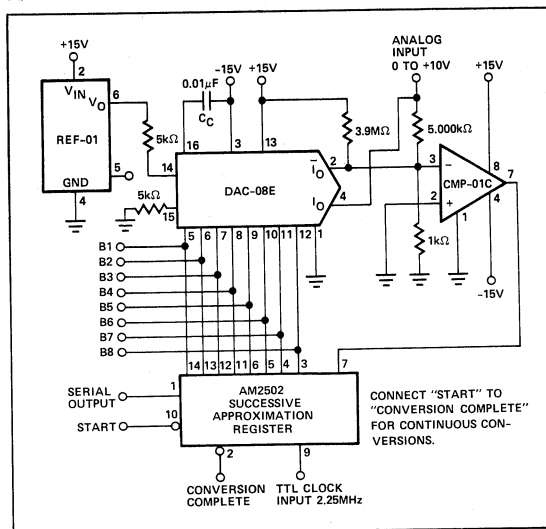 +15V
2
VIN
VO
6
REF-01
5
GND
4
5kΩ
5kΩ
0.01μF
CC
-15V
+15V
16
3
13
14
15
DAC-08E
IO
2
IO
4
5
6
7
8
9
10
11
12
1
3.9MΩ
ANALOG
INPUT
0 TO +10V
5.000kΩ
1kΩ
+15V
3
−
2
+
CMP-01C
8
7
4
1
-15V
B1
B2
B3
B4
B5
B6
B7
B8
14
13
12
11
6
5
4
3
7
SERIAL
OUTPUT
1
START
10
AM2502
SUCCESSIVE
APPROXIMATION
REGISTER
2
9
CONVERSION
COMPLETE
TTL CLOCK
INPUT 2.25MHz
CONNECT "START" TO
"CONVERSION COMPLETE"
FOR CONTINUOUS CON-
VERSIONS.